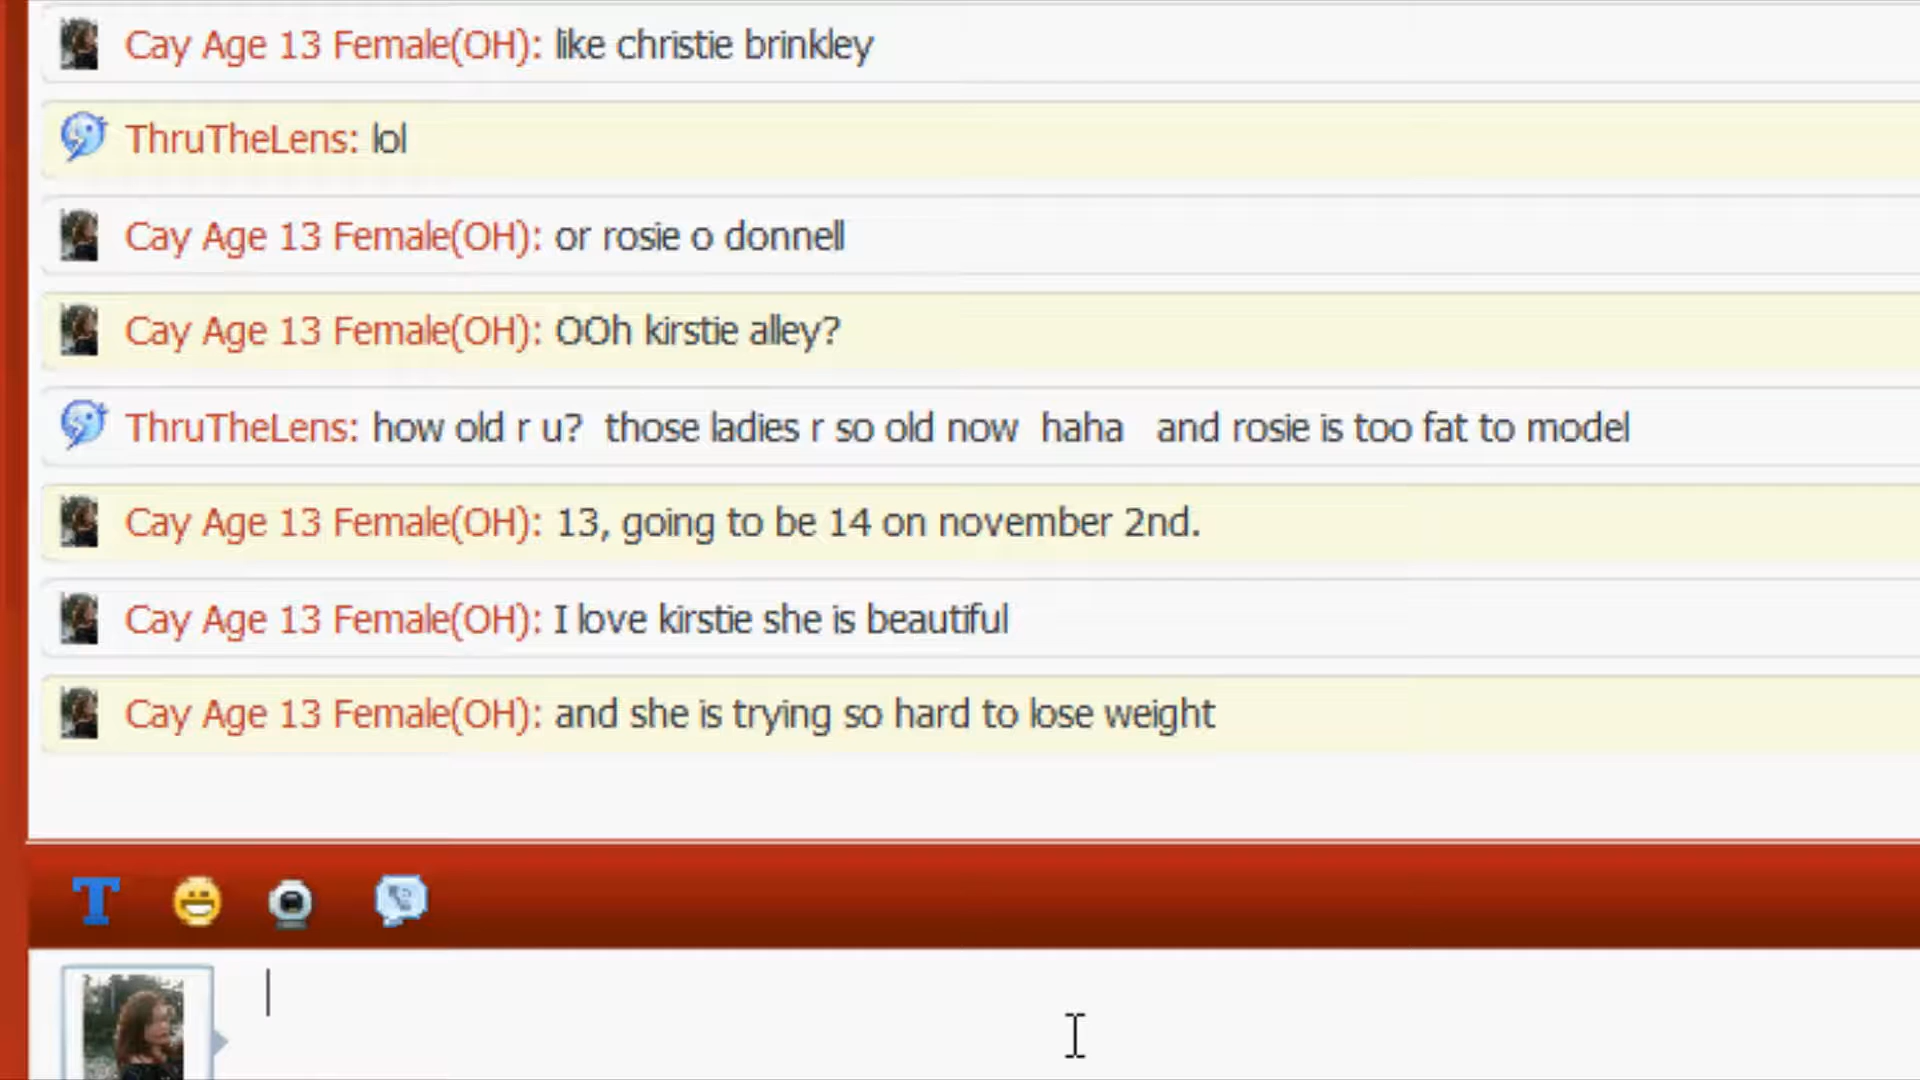 Cay Age 13 Female(OH): like christie brinkley
ThruTheLens: lol
Cay Age 13 Female(OH): or rosie o donnell
Cay Age 13 Female(OH): OOh kirstie alley?
ThruTheLens: how old r u?  those ladies r so old now  haha   and rosie is too fat to model
Cay Age 13 Female(OH): 13, going to be 14 on november 2nd.
Cay Age 13 Female(OH): I love kirstie she is beautiful
Cay Age 13 Female(OH): and she is trying so hard to lose weight
T